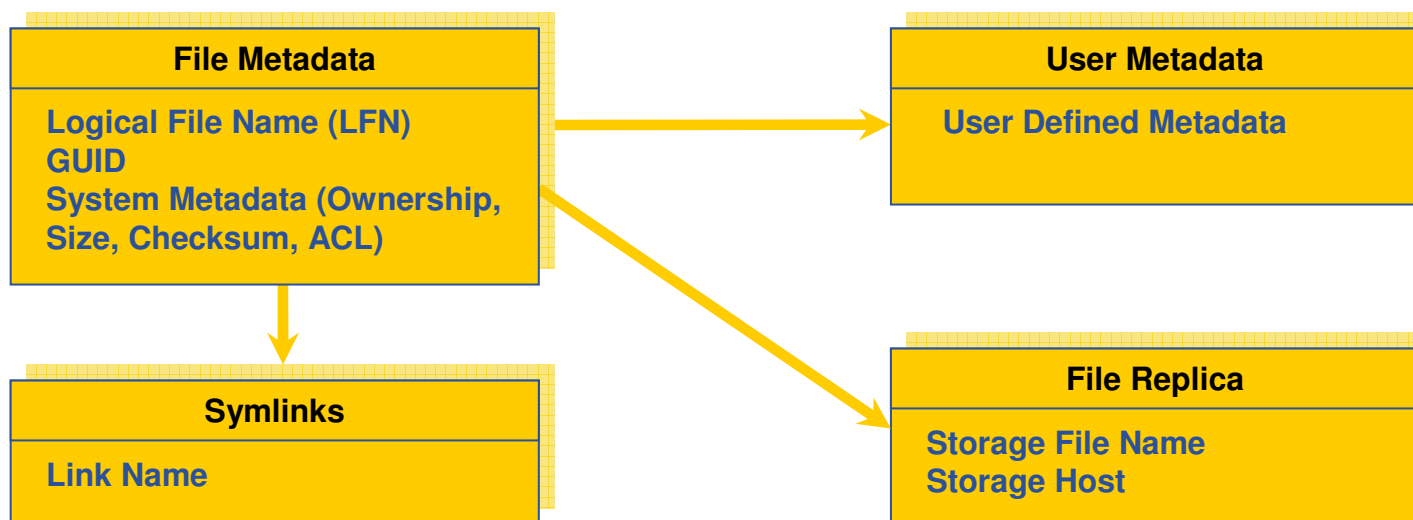 File Metadata
Logical File Name (LFN)
GUID
System Metadata (Ownership,
Size, Checksum, ACL)
User Metadata
User Defined Metadata
Symlinks
Link Name
File Replica
Storage File Name
Storage Host